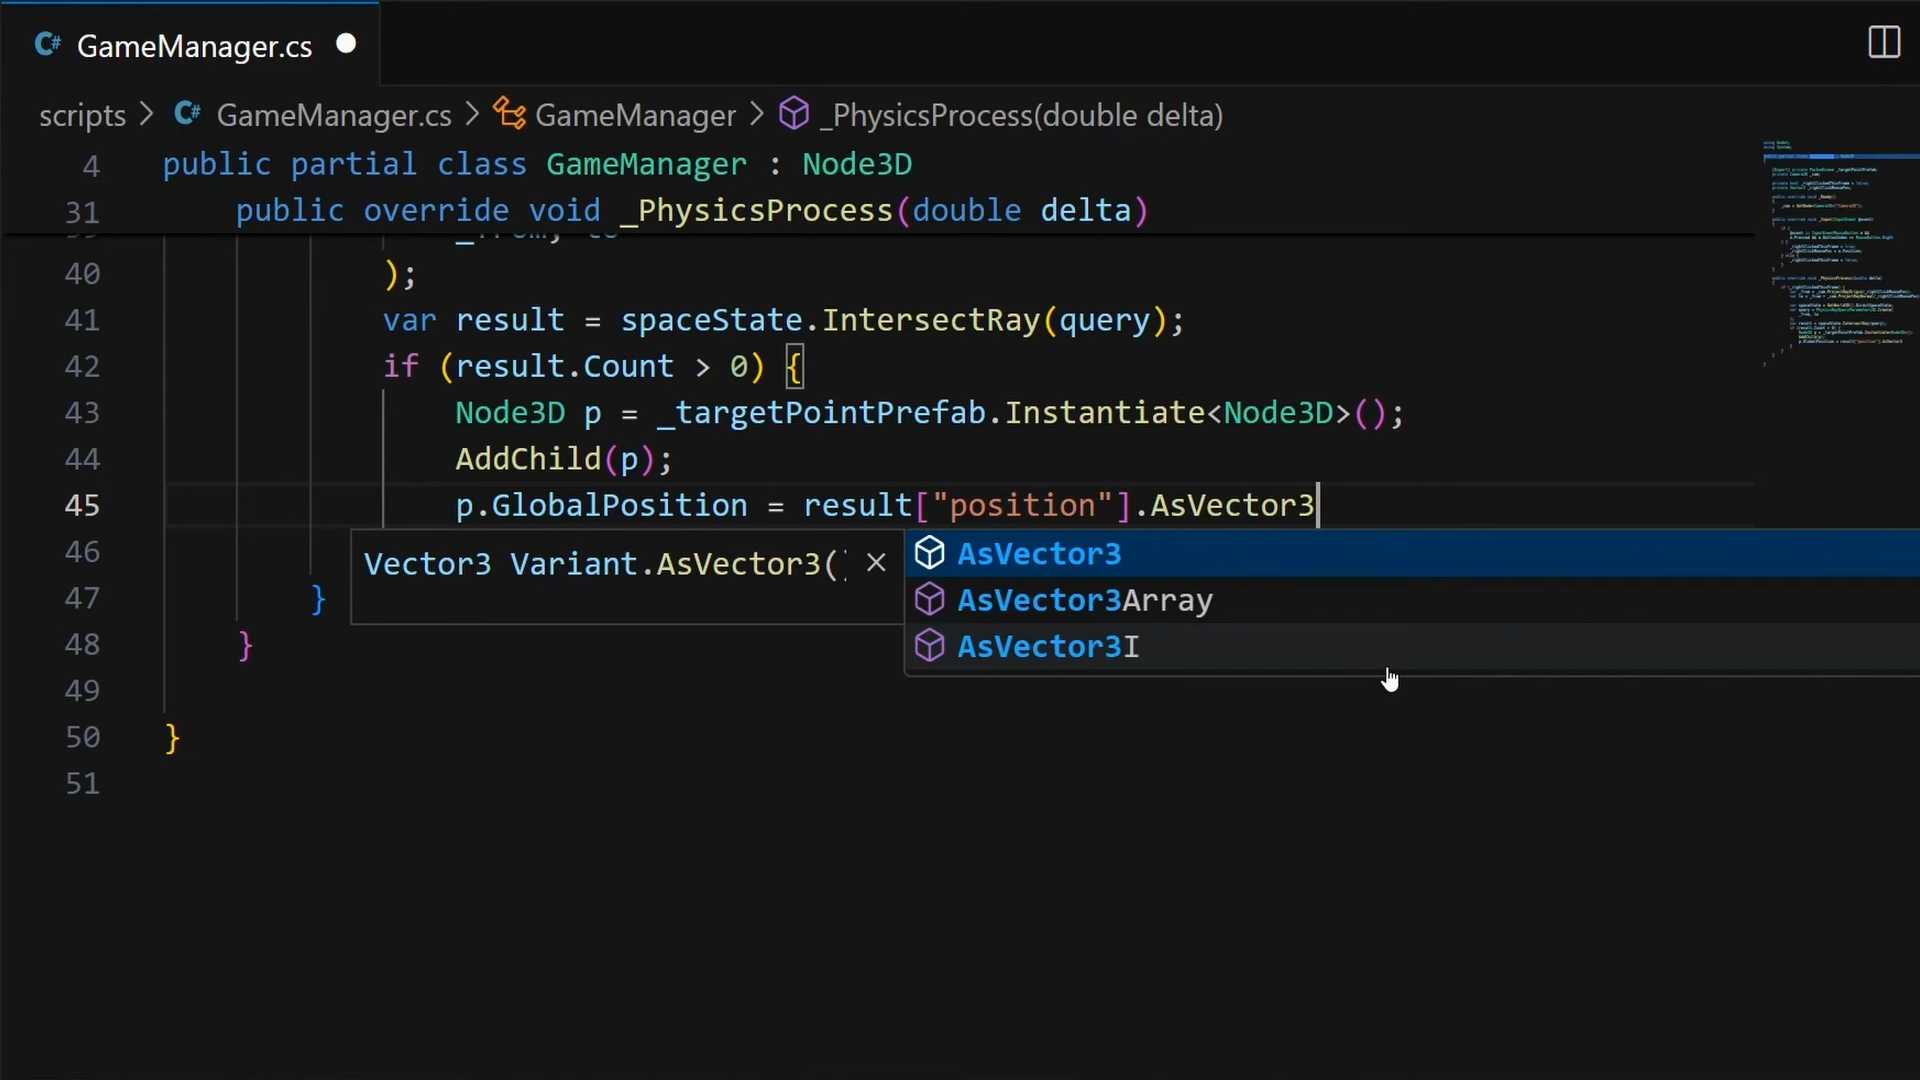 GameManager.cs
scripts > GameManager.cs > GameManager > _PhysicsProcess(double delta)
4 public partial class GameManager : Node3D
31 public override void _PhysicsProcess(double delta)
40 );
41 var result = spaceState.IntersectRay(query);
42 if (result.Count > 0) {
43 Node3D p = _targetPointPrefab.Instantiate<Node3D>();
44 AddChild(p);
45 p.GlobalPosition = result["position"].AsVector3
46
Vector3 Variant.AsVector3(
AsVector3
AsVector3Array
AsVector3I
47 }
48 }
49
50 }
51